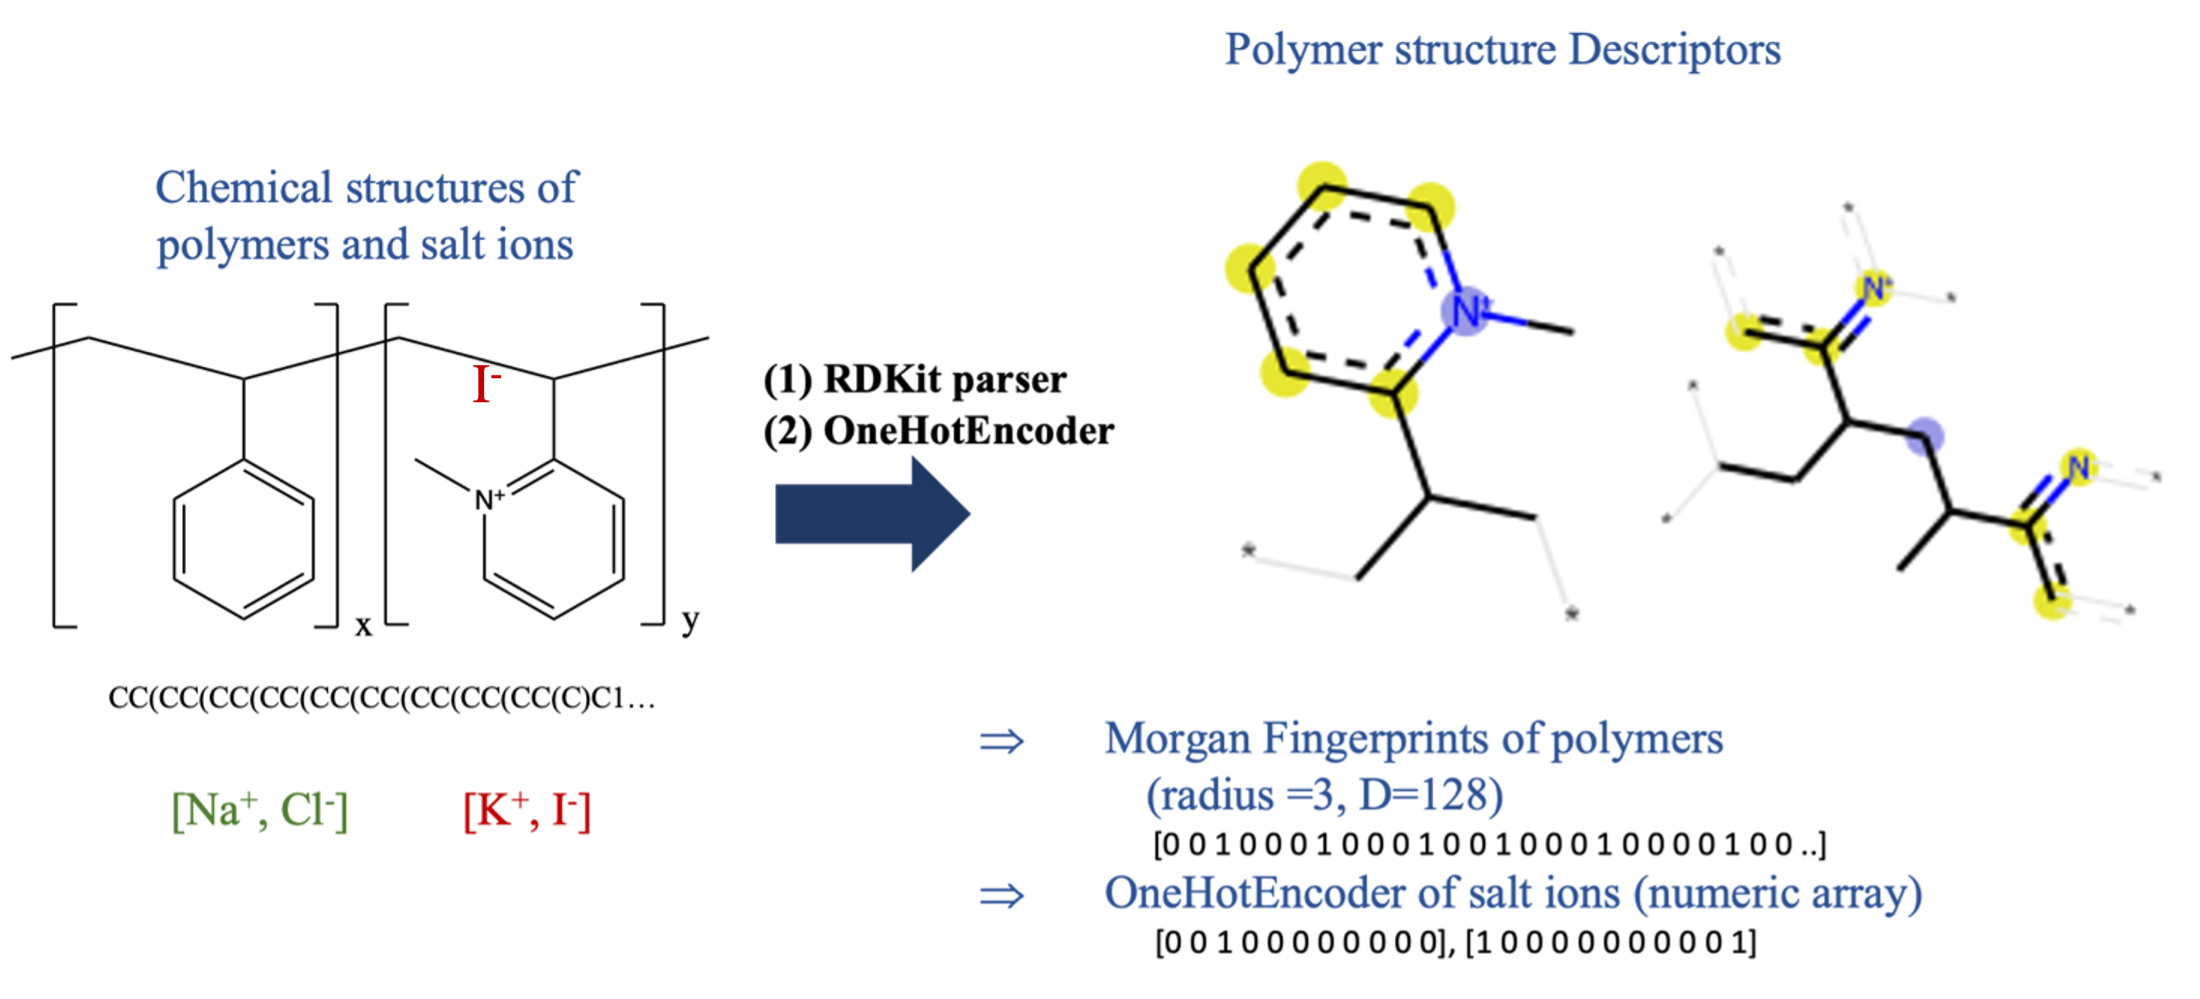 Polymer structure Descriptors
Chemical structures of
polymers and salt ions
I⁻
N⁺
x
y
CC(CC(CC(CC(CC(CC(CC(CC(CC(C)C1...
[Na⁺, Cl⁻]
[K⁺, I⁻]
(1) RDKit parser
(2) OneHotEncoder
N⁺
*
*
*
*
N⁺
*
*
*
N
*
*
⇒ Morgan Fingerprints of polymers
(radius =3, D=128)
[0 0 1 0 0 0 1 0 0 0 1 0 0 1 0 0 0 1 0 0 0 0 1 0 0 ..]
⇒ OneHotEncoder of salt ions (numeric array)
[0 0 1 0 0 0 0 0 0 0 0], [1 0 0 0 0 0 0 0 0 0 1]